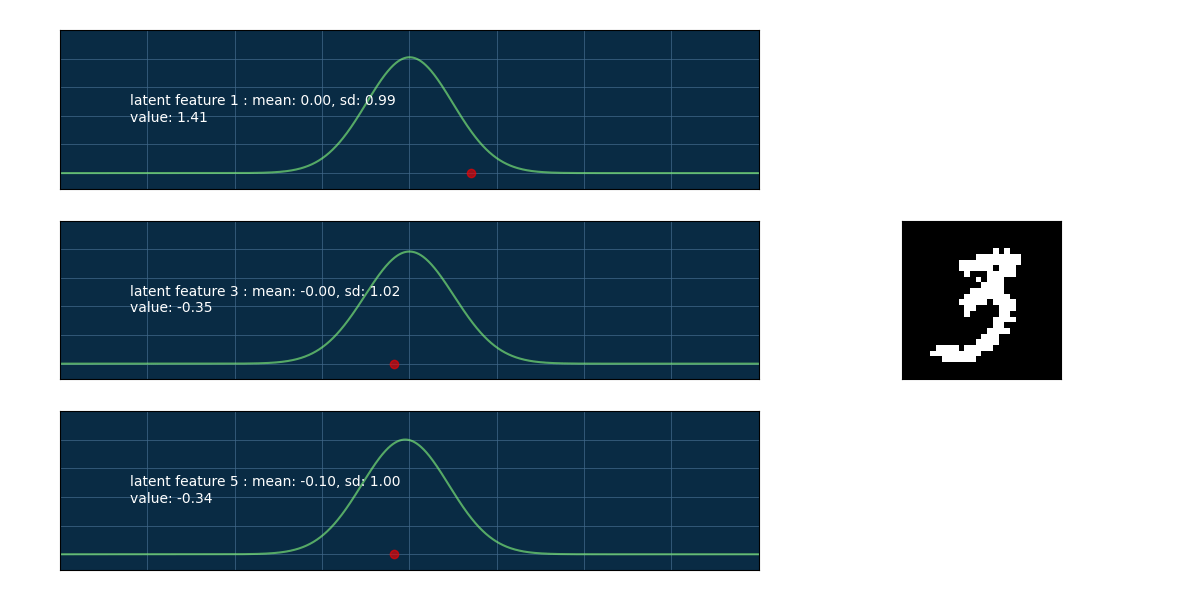 latent feature 1 : mean: 0.00, sd: 0.99
value: 1.41
latent feature 3 : mean: -0.00, sd: 1.02
value: -0.35
3
latent feature 5 : mean: -0.10, sd: 1.00
value: -0.34